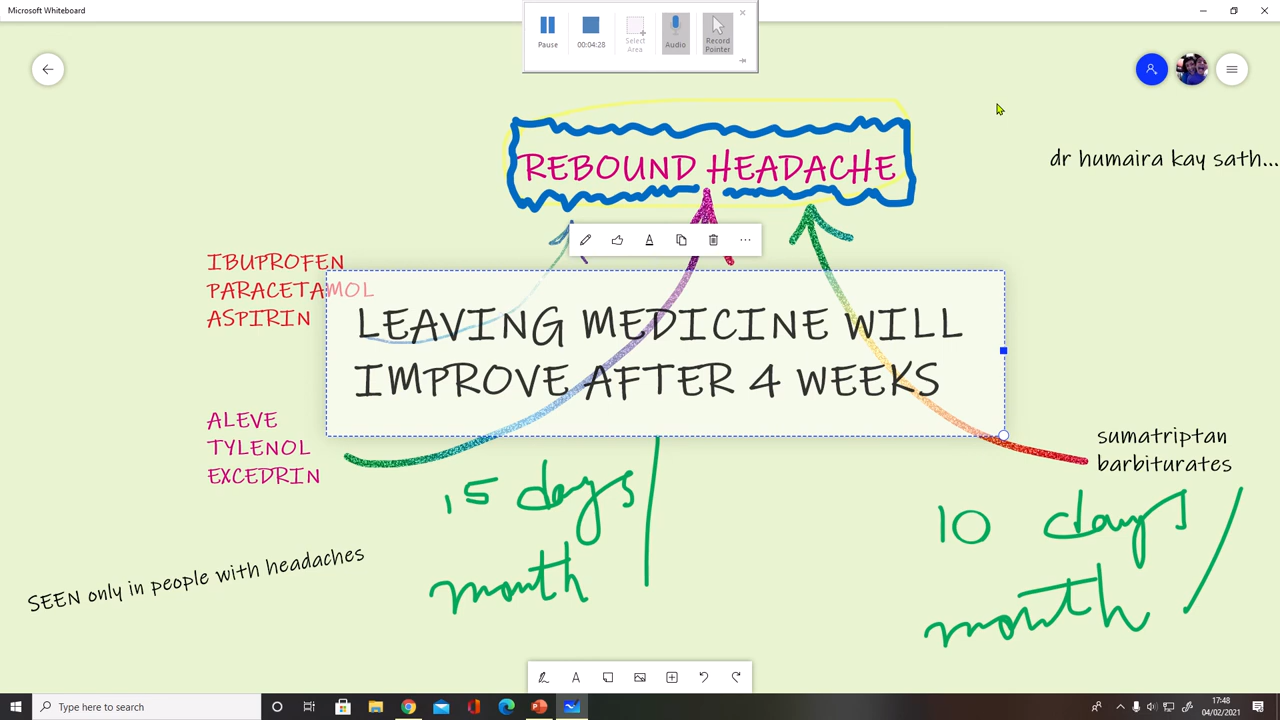 Microsoft Whiteboard
Pause
00:04:28
Select
Area
Audio
Record
Pointer
REBOUND HEADACHE
dr humaira kay sath...
IBUPROFEN
PARACETAMOL
ASPIRIN
LEAVING MEDICINE WILL
IMPROVE AFTER 4 WEEKS
ALEVE
TYLENOL
EXCEDRIN
sumatriptan
barbiturates
15 days
month
10 days
month
SEEN only in people with headaches
Type here to search
17:48
04/02/2021